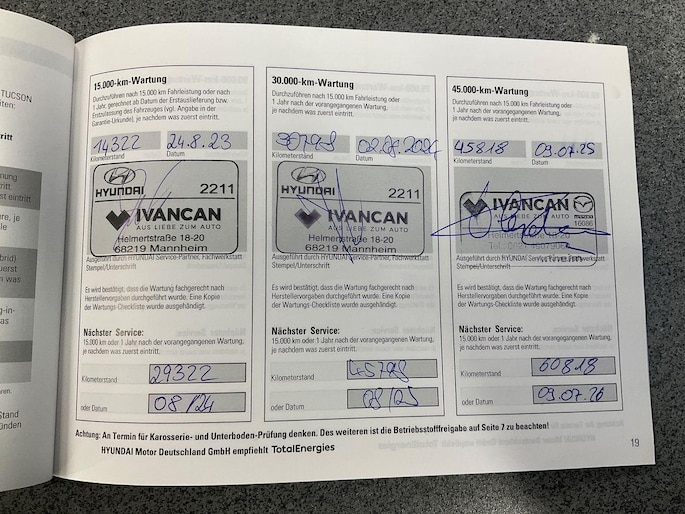 TUCSON
15.000-km-Wartung
Durchzuführen nach 15.000 km Fahrleistung oder nach
1 Jahr, gerechnet ab Datum der Erstauslieferung bzw.
Erstzulassung des Fahrzeuges (vgl. Angabe in der
Garantie-Urkunde), je nachdem was zuerst eintritt.
14322 24.8.23
Kilometerstand Datum
HYUNDAI 2211
IVANCAN
AUS LIEBE ZUM AUTO
Helmertstraße 18-20
68219 Mannheim
Ausgeführt durch HYUNDAI Service-Partner, Fachwerkstatt
Stempel/Unterschrift
Es wird bestätigt, dass die Wartung fachgerecht nach
Herstellervorgaben durchgeführt wurde. Eine Kopie
der Wartungs-Checkliste wurde ausgehändigt.
Nächster Service:
15.000 km oder 1 Jahr nach der vorangegangenen Wartung,
je nachdem was zuerst eintritt.
Kilometerstand 29322
oder Datum 08/24
30.000-km-Wartung
Durchzuführen nach 15.000 km Fahrleistung oder
1 Jahr nach der vorangegangenen Wartung,
je nachdem was zuerst eintritt.
30798 02.08.2024
Kilometerstand Datum
HYUNDAI 2211
IVANCAN
AUS LIEBE ZUM AUTO
Helmertstraße 18-20
68219 Mannheim
Ausgeführt durch HYUNDAI Service-Partner, Fachwerkstatt
Stempel/Unterschrift
Es wird bestätigt, dass die Wartung fachgerecht nach
Herstellervorgaben durchgeführt wurde. Eine Kopie
der Wartungs-Checkliste wurde ausgehändigt.
Nächster Service:
15.000 km oder 1 Jahr nach der vorangegangenen Wartung,
je nachdem was zuerst eintritt.
Kilometerstand 45798
oder Datum 08/25
45.000-km-Wartung
Durchzuführen nach 15.000 km Fahrleistung oder
1 Jahr nach der vorangegangenen Wartung,
je nachdem was zuerst eintritt.
45818 09.07.25
Kilometerstand Datum
IVANCAN
AUS LIEBE ZUM AUTO
16086
Ausgeführt durch HYUNDAI Service-Partner, Fachwerkstatt
Stempel/Unterschrift
Es wird bestätigt, dass die Wartung fachgerecht nach
Herstellervorgaben durchgeführt wurde. Eine Kopie
der Wartungs-Checkliste wurde ausgehändigt.
Nächster Service:
15.000 km oder 1 Jahr nach der vorangegangenen Wartung,
je nachdem was zuerst eintritt.
Kilometerstand 60818
oder Datum 09.07.26
Achtung: An Termin für Karosserie- und Unterboden-Prüfung denken. Des weiteren ist die Betriebsstofffreigabe auf Seite 7 zu beachten!
HYUNDAI Motor Deutschland GmbH empfiehlt TotalEnergies
19